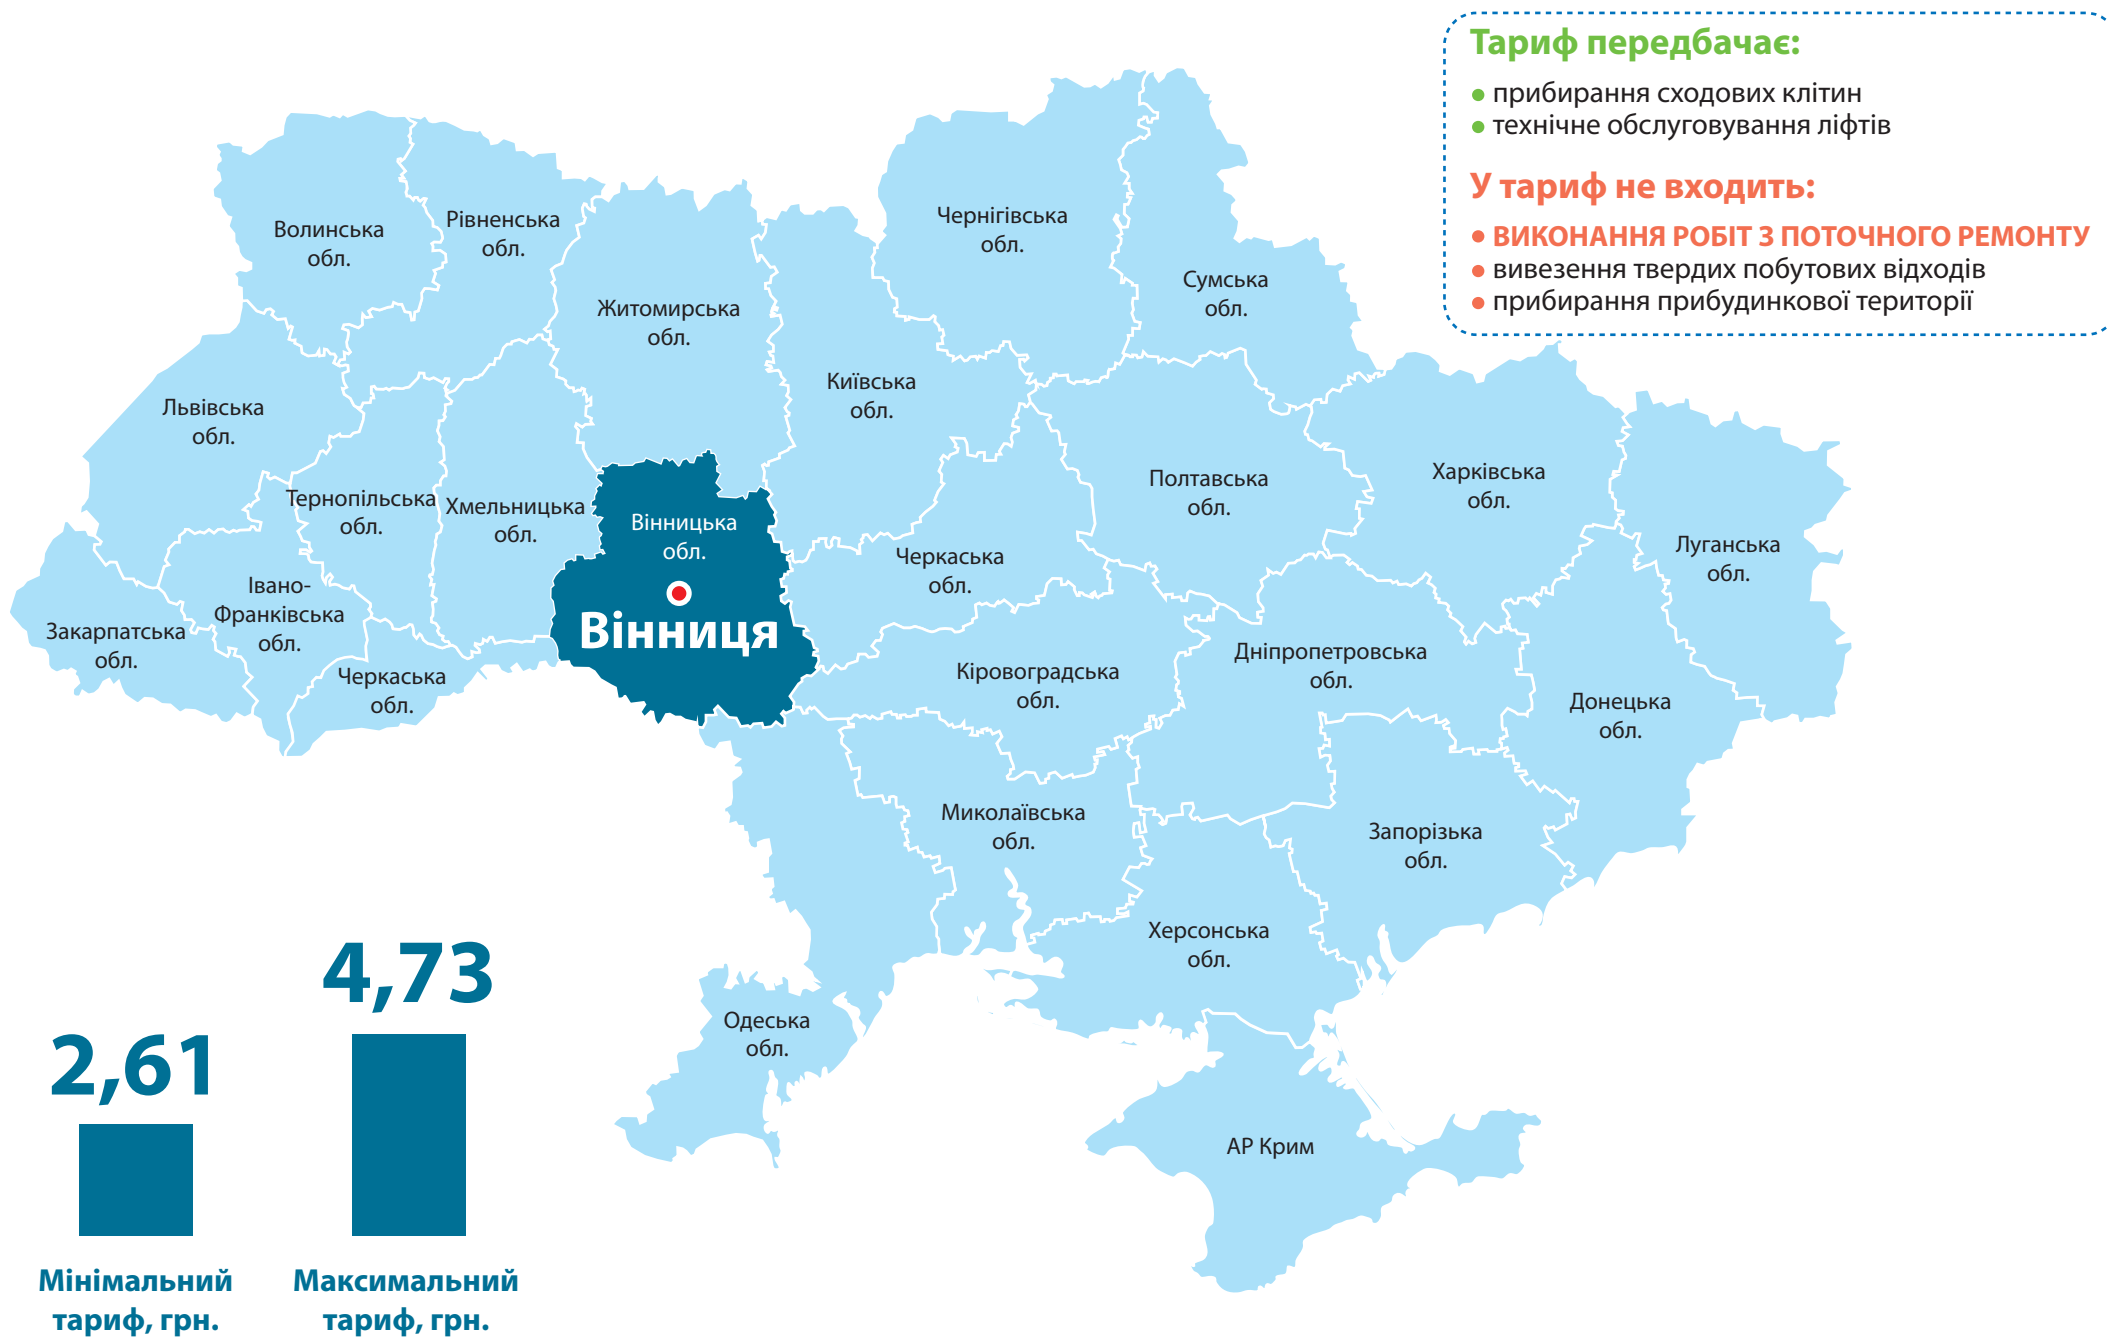 Тариф передбачає:
прибирання сходових клітин
технічне обслуговування ліфтів
У тариф не входить:
ВИКОНАННЯ РОБІТ З ПОТОЧНОГО РЕМОНТУ
вивезення твердих побутових відходів
прибирання прибудинкової території
Волинська
обл.
Рівненська
обл.
Житомирська
обл.
Чернігівська
обл.
Сумська
обл.
Київська
обл.
Львівська
обл.
Тернопільська
обл.
Хмельницька
обл.
Вінницька
обл.
Вінниця
Черкаська
обл.
Полтавська
обл.
Харківська
обл.
Луганська
обл.
Івано-
Франківська
обл.
Закарпатська
обл.
Черкаська
обл.
Кіровоградська
обл.
Дніпропетровська
обл.
Донецька
обл.
Миколаївська
обл.
Запорізька
обл.
Херсонська
обл.
Одеська
обл.
АР Крим
2,61
Мінімальний
тариф, грн.
4,73
Максимальний
тариф, грн.